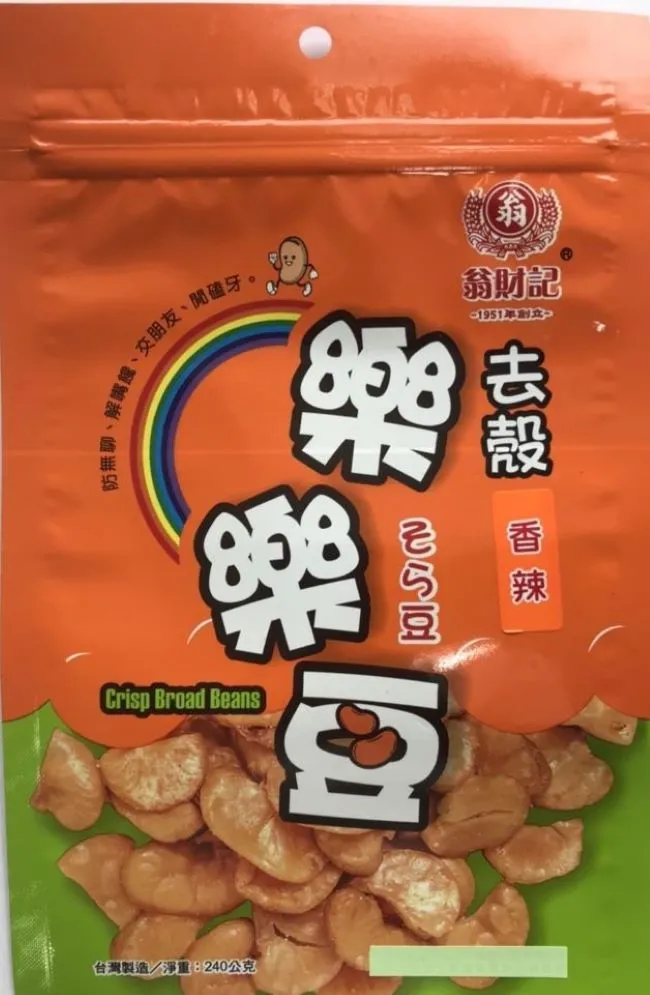 翁
翁財記
-1951年創立-
®
防無聊、解嘴饞、交朋友、閒磕牙。
去殼
樂樂豆
そら豆
香辣
Crisp Broad Beans
台灣製造/淨重:240公克